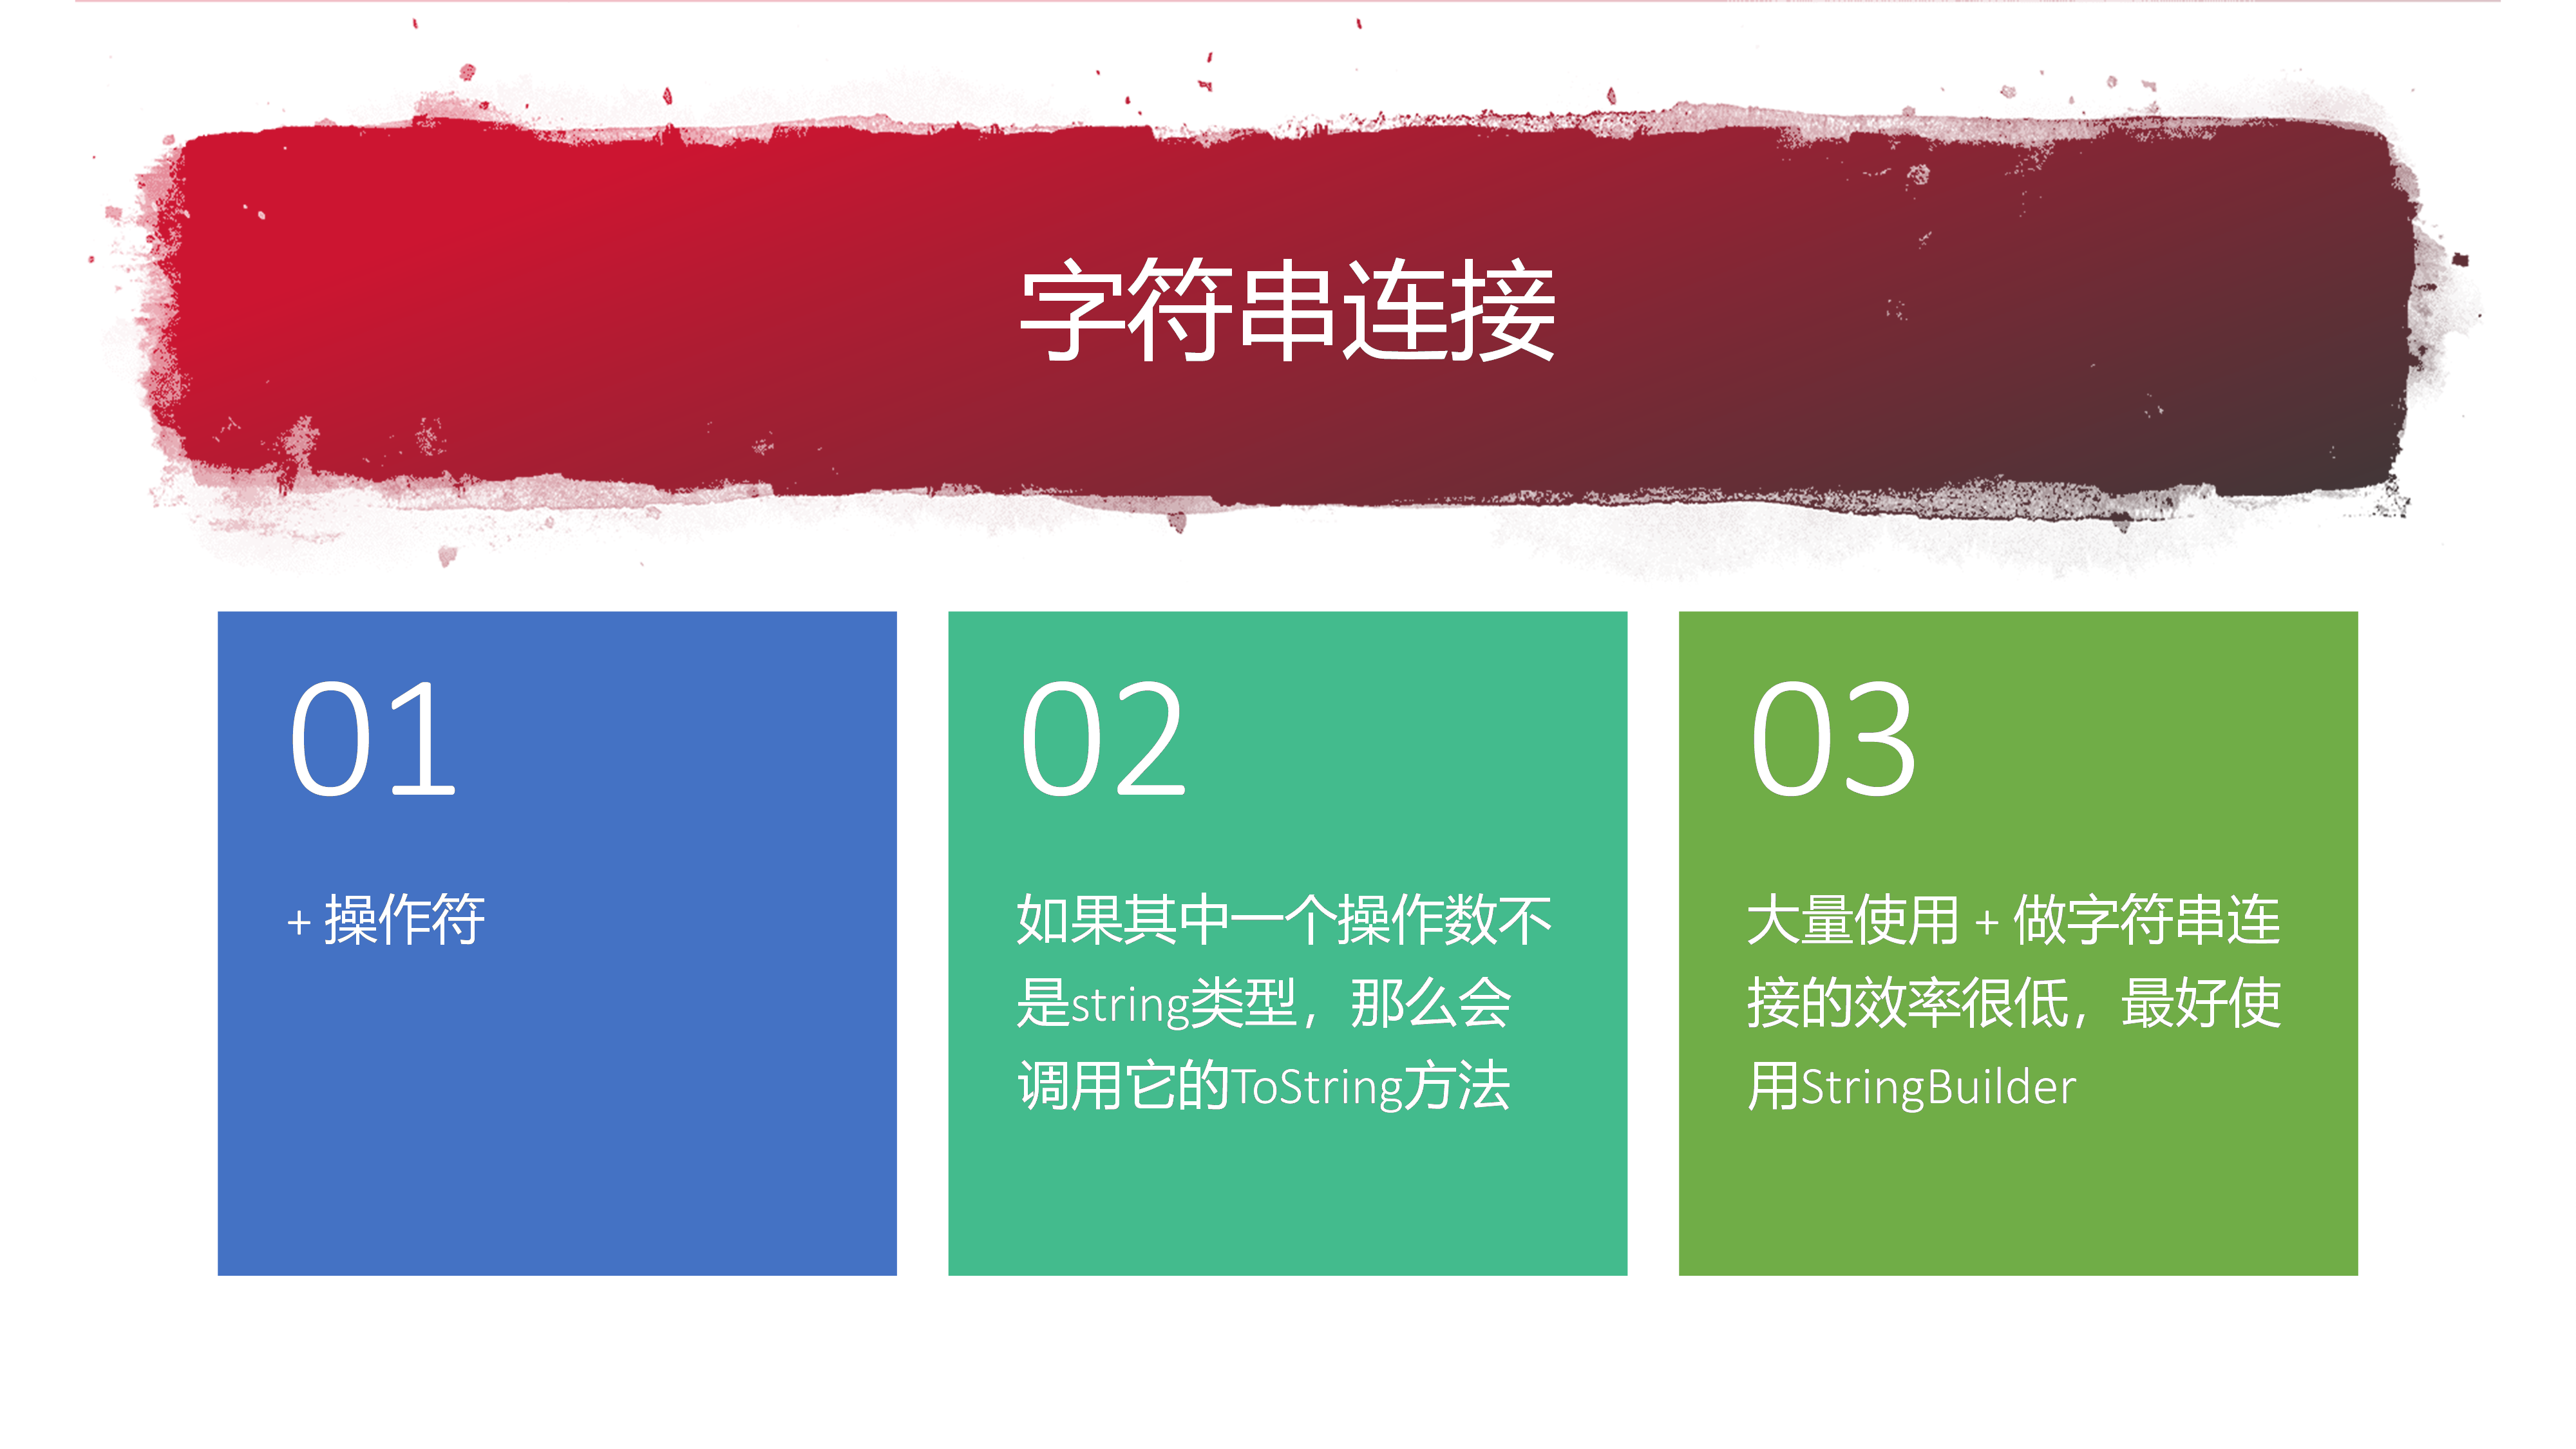 字符串连接
01
+ 操作符
02
如果其中一个操作数不
是string类型，那么会
调用它的ToString方法
03
大量使用 + 做字符串连
接的效率很低，最好使
用StringBuilder